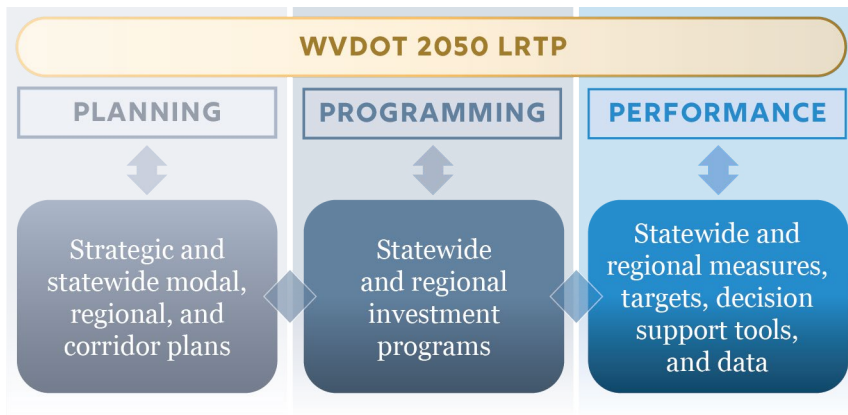 WVDOT 2050 LRTP
PLANNING
PROGRAMMING
PERFORMANCE
Strategic and
statewide modal,
regional, and
corridor plans
Statewide
and regional
investment
programs
Statewide and
regional measures,
targets, decision
support tools,
and data